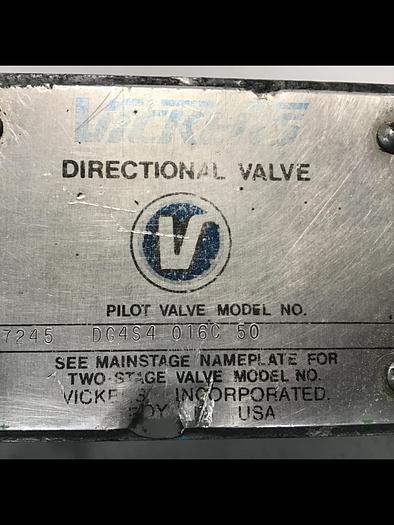 VICKERS
DIRECTIONAL VALVE
V
PILOT VALVE MODEL NO.
7245 DG4S4 016C 50
SEE MAINSTAGE NAMEPLATE FOR
TWO-STAGE VALVE MODEL NO.
INCORPORATED.
USA